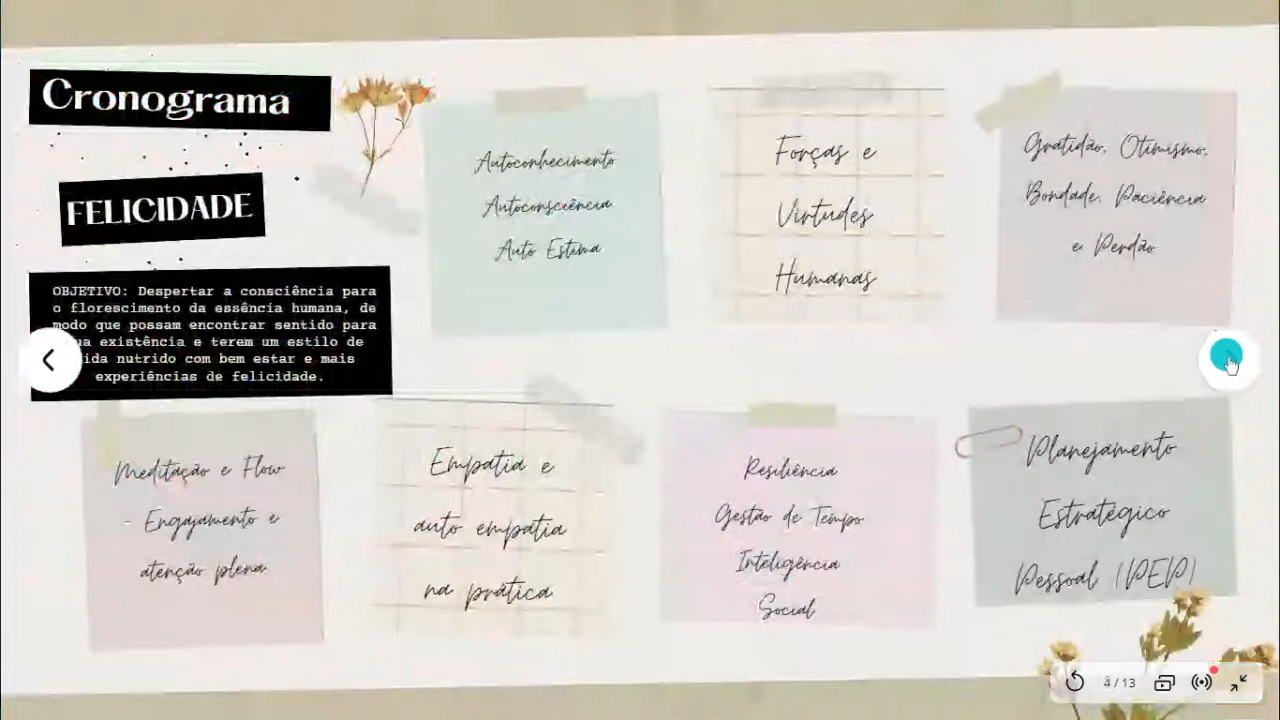 Cronograma
FELICIDADE
OBJETIVO: Despertar a consciência para
o florescimento da essência humana, de
modo que possam encontrar sentido para
existência e terem um estilo de
nutrido com bem estar e mais
experiências de felicidade.
Autoconhecimento
Autoconsciência
Auto Estima
Forças e
Virtudes
Humanas
Gratidão, Otimismo,
Bondade, Paciência
e Perdão
Meditação e Flow
- Engajamento e
atenção plena
Empatia e
auto empatia
na prática
Resiliência
Gestão de Tempo
Inteligência
Social
Planejamento
Estratégico
Pessoal (PEP)
/ 13